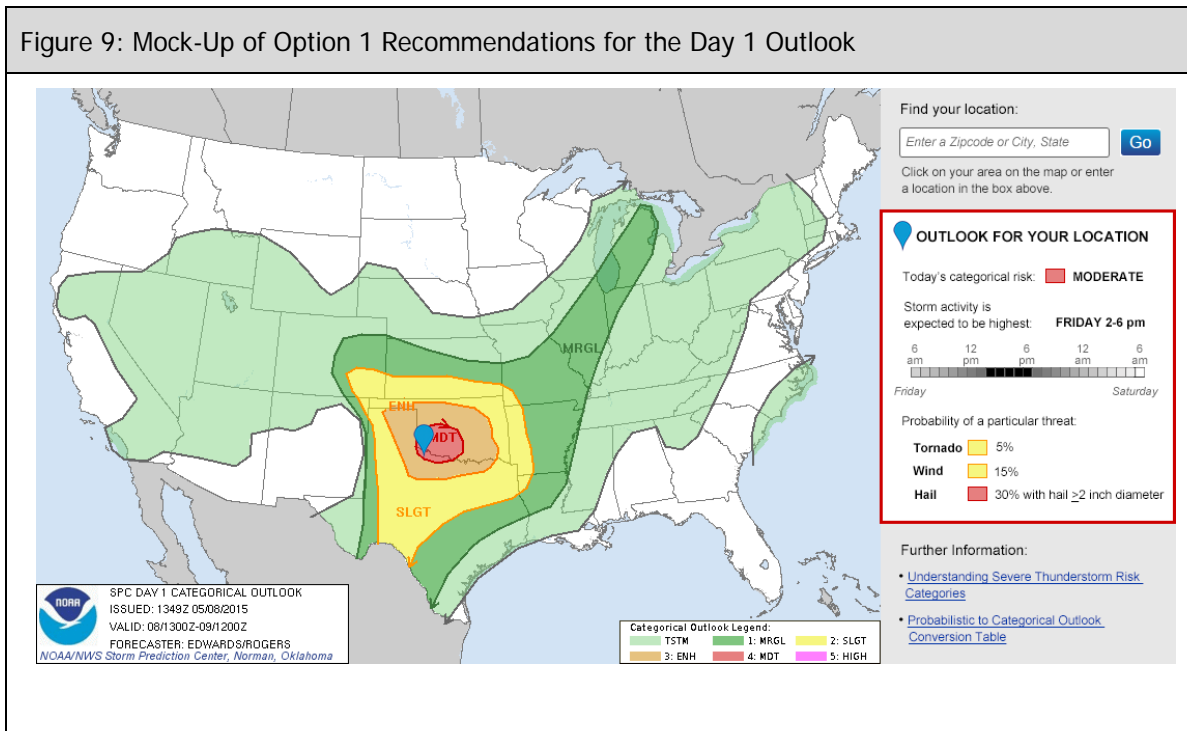 Figure 9: Mock-Up of Option 1 Recommendations for the Day 1 Outlook
MRGL
ENH
MDT
SLGT
NOAA
SPC DAY 1 CATEGORICAL OUTLOOK
ISSUED: 1349Z 05/08/2015
VALID: 08/1300Z-09/1200Z
FORECASTER: EDWARDS/ROGERS
NOAA/NWS Storm Prediction Center, Norman, Oklahoma
Categorical Outlook Legend:
TSTM 1: MRGL 2: SLGT
3: ENH 4: MDT 5: HIGH
Find your location:
Enter a Zipcode or City, State Go
Click on your area on the map or enter
a location in the box above.
OUTLOOK FOR YOUR LOCATION
Today's categorical risk: MODERATE
Storm activity is
expected to be highest: FRIDAY 2-6 pm
6 12 6 12 6
am pm pm am am
Friday Saturday
Probability of a particular threat:
Tornado 5%
Wind 15%
Hail 30% with hail >2 inch diameter
Further Information:
• Understanding Severe Thunderstorm Risk
Categories
• Probabilistic to Categorical Outlook
Conversion Table